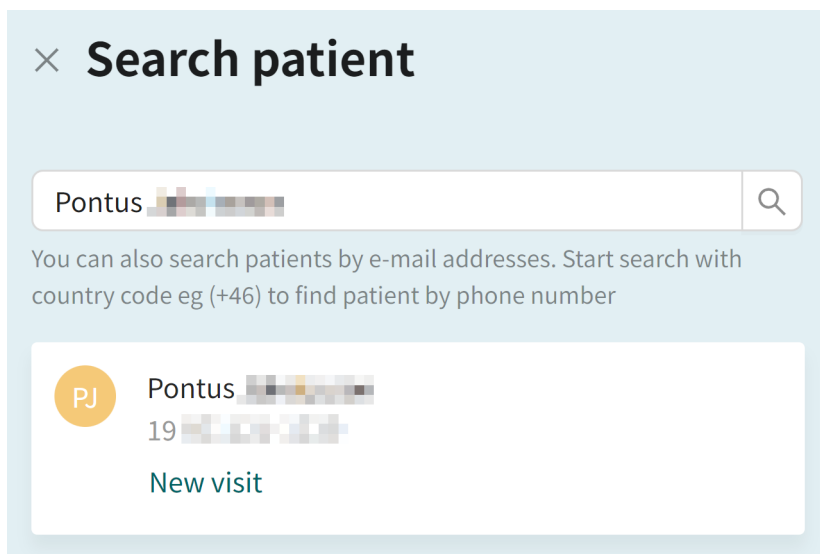 Search patient
Pontus
You can also search patients by e-mail addresses. Start search with
country code eg (+46) to find patient by phone number
PJ
Pontus
19
New visit